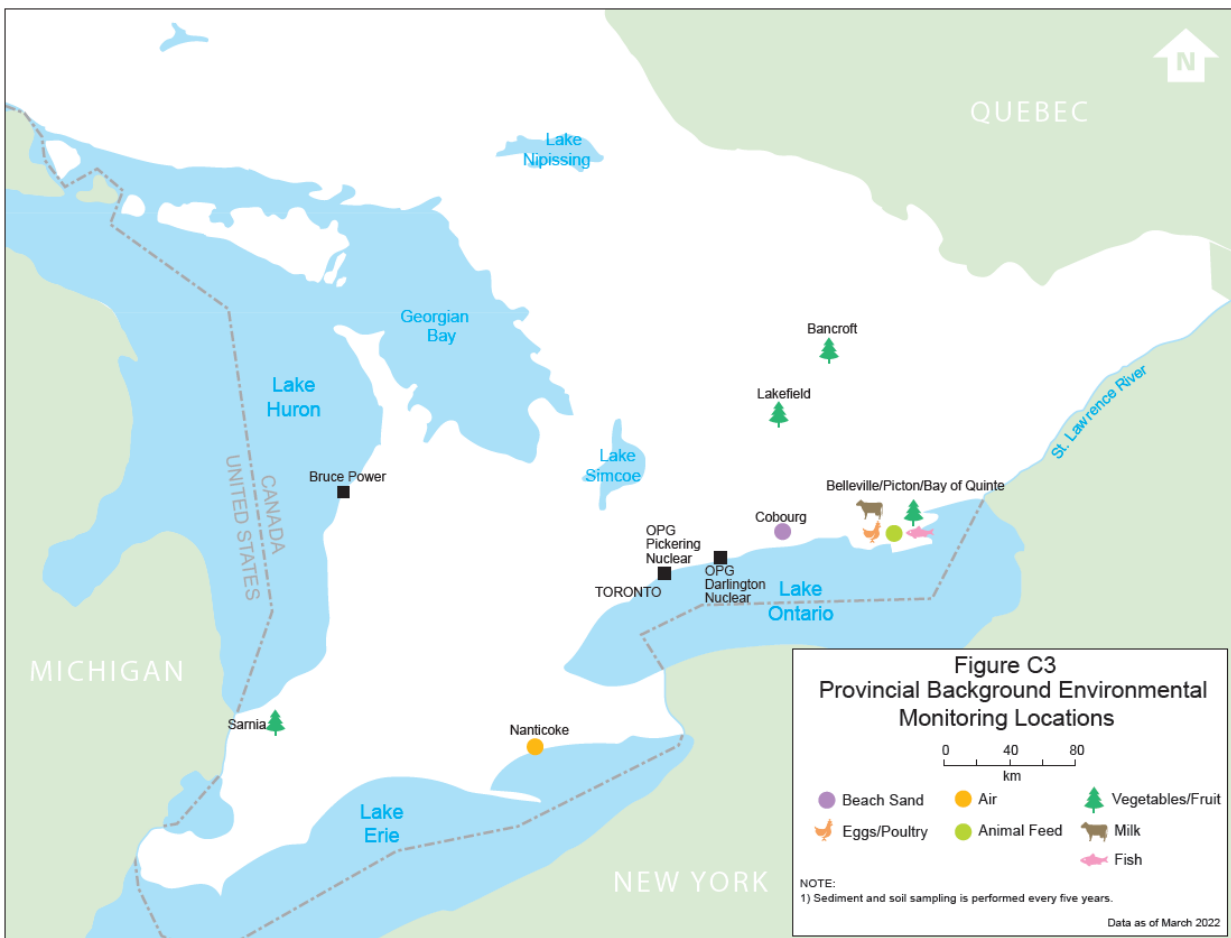 N
QUEBEC
Lake
Nipissing
Georgian
Bay
Bancroft
Lake
Huron
Lakefield
St. Lawrence River
Lake
Simcoe
Bruce Power
CANADA
UNITED STATES
Belleville/Picton/Bay of Quinte
Cobourg
OPG
Pickering
Nuclear
TORONTO
OPG
Darlington
Nuclear
Lake
Ontario
MICHIGAN
Sarnia
Nanticoke
Lake
Erie
NEW YORK
Figure C3
Provincial Background Environmental
Monitoring Locations
0 40 80
km
Beach Sand Air Vegetables/Fruit
Eggs/Poultry Animal Feed Milk
Fish
NOTE:
1) Sediment and soil sampling is performed every five years.
Data as of March 2022